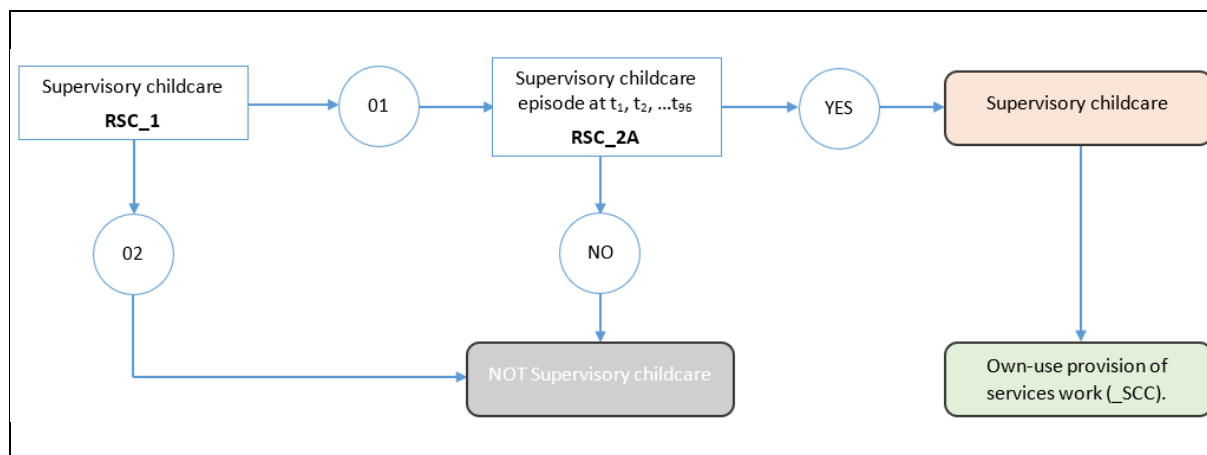 Supervisory childcare
RSC_1
01
Supervisory childcare
episode at t₁, t₂, ...t₉₆
RSC_2A
YES
Supervisory childcare
02
NO
NOT Supervisory childcare
Own-use provision of
services work (_SCC).